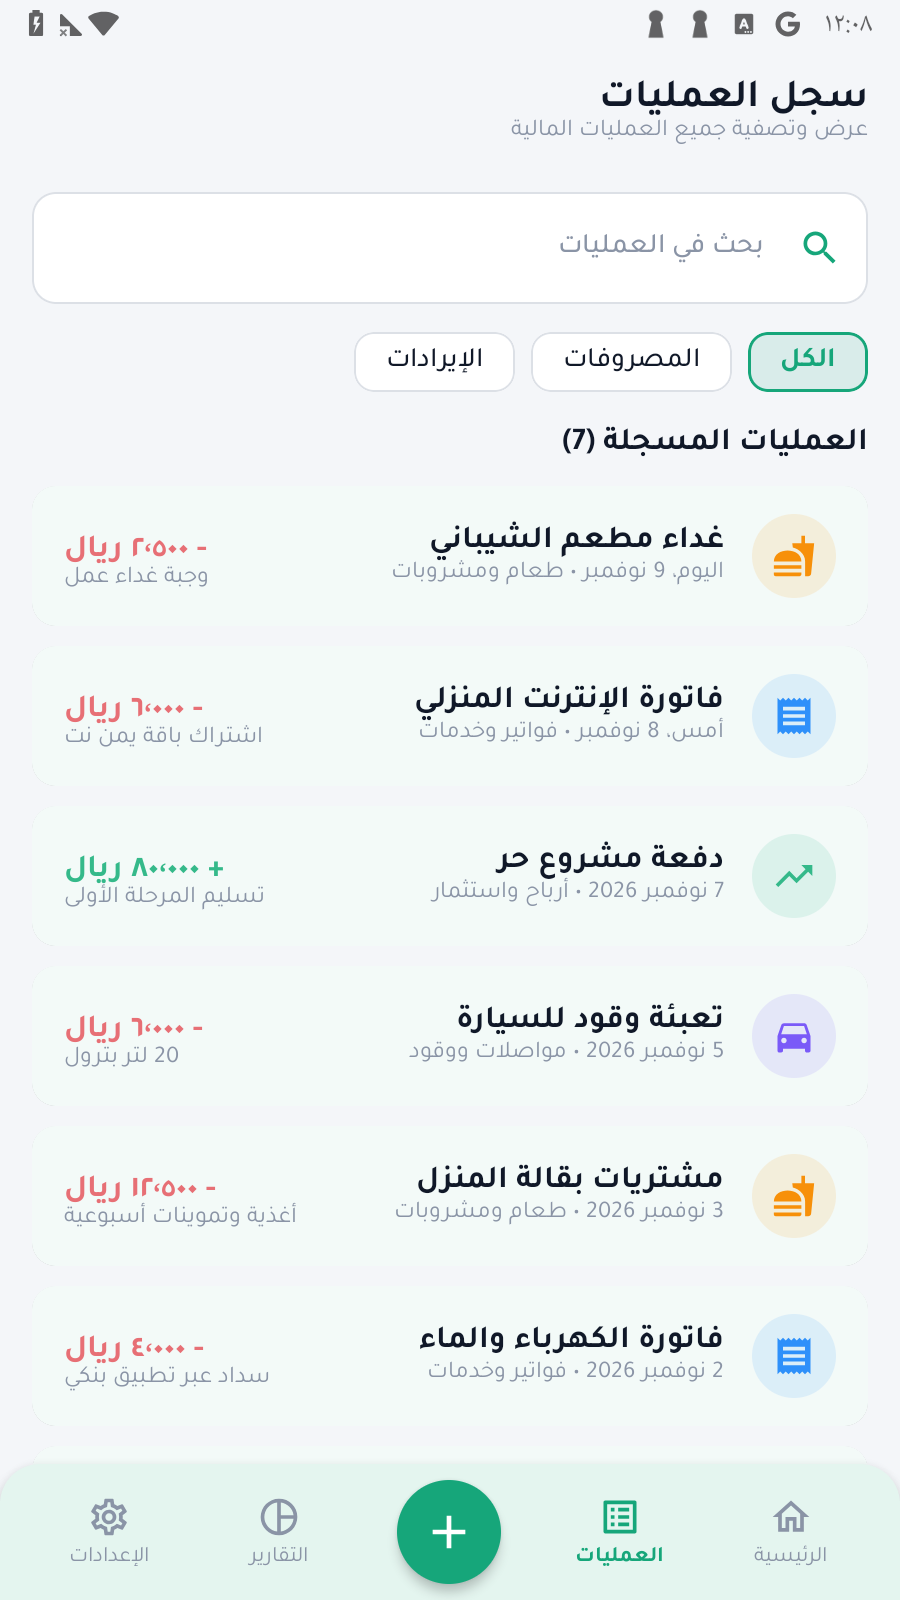 ١٢:٠٨
سجل العمليات
عرض وتصفية جميع العمليات المالية
بحث في العمليات
الكل
المصروفات
الإيرادات
العمليات المسجلة (7)
غداء مطعم الشيباني
اليوم، 9 نوفمبر • طعام ومشروبات
- ٢،٥٠٠ ريال
وجبة غداء عمل
فاتورة الإنترنت المنزلي
أمس، 8 نوفمبر • فواتير وخدمات
- ٦،٠٠٠ ريال
اشتراك باقة يمن نت
دفعة مشروع حر
7 نوفمبر 2026 • أرباح واستثمار
+ ٨٠،٠٠٠ ريال
تسليم المرحلة الأولى
تعبئة وقود للسيارة
5 نوفمبر 2026 • مواصلات ووقود
- ٦،٠٠٠ ريال
20 لتر بترول
مشتريات بقالة المنزل
3 نوفمبر 2026 • طعام ومشروبات
- ١٢،٥٠٠ ريال
أغذية وتموينات أسبوعية
فاتورة الكهرباء والماء
2 نوفمبر 2026 • فواتير وخدمات
- ٤،٠٠٠ ريال
سداد عبر تطبيق بنكي
الرئيسية
العمليات
التقارير
الإعدادات